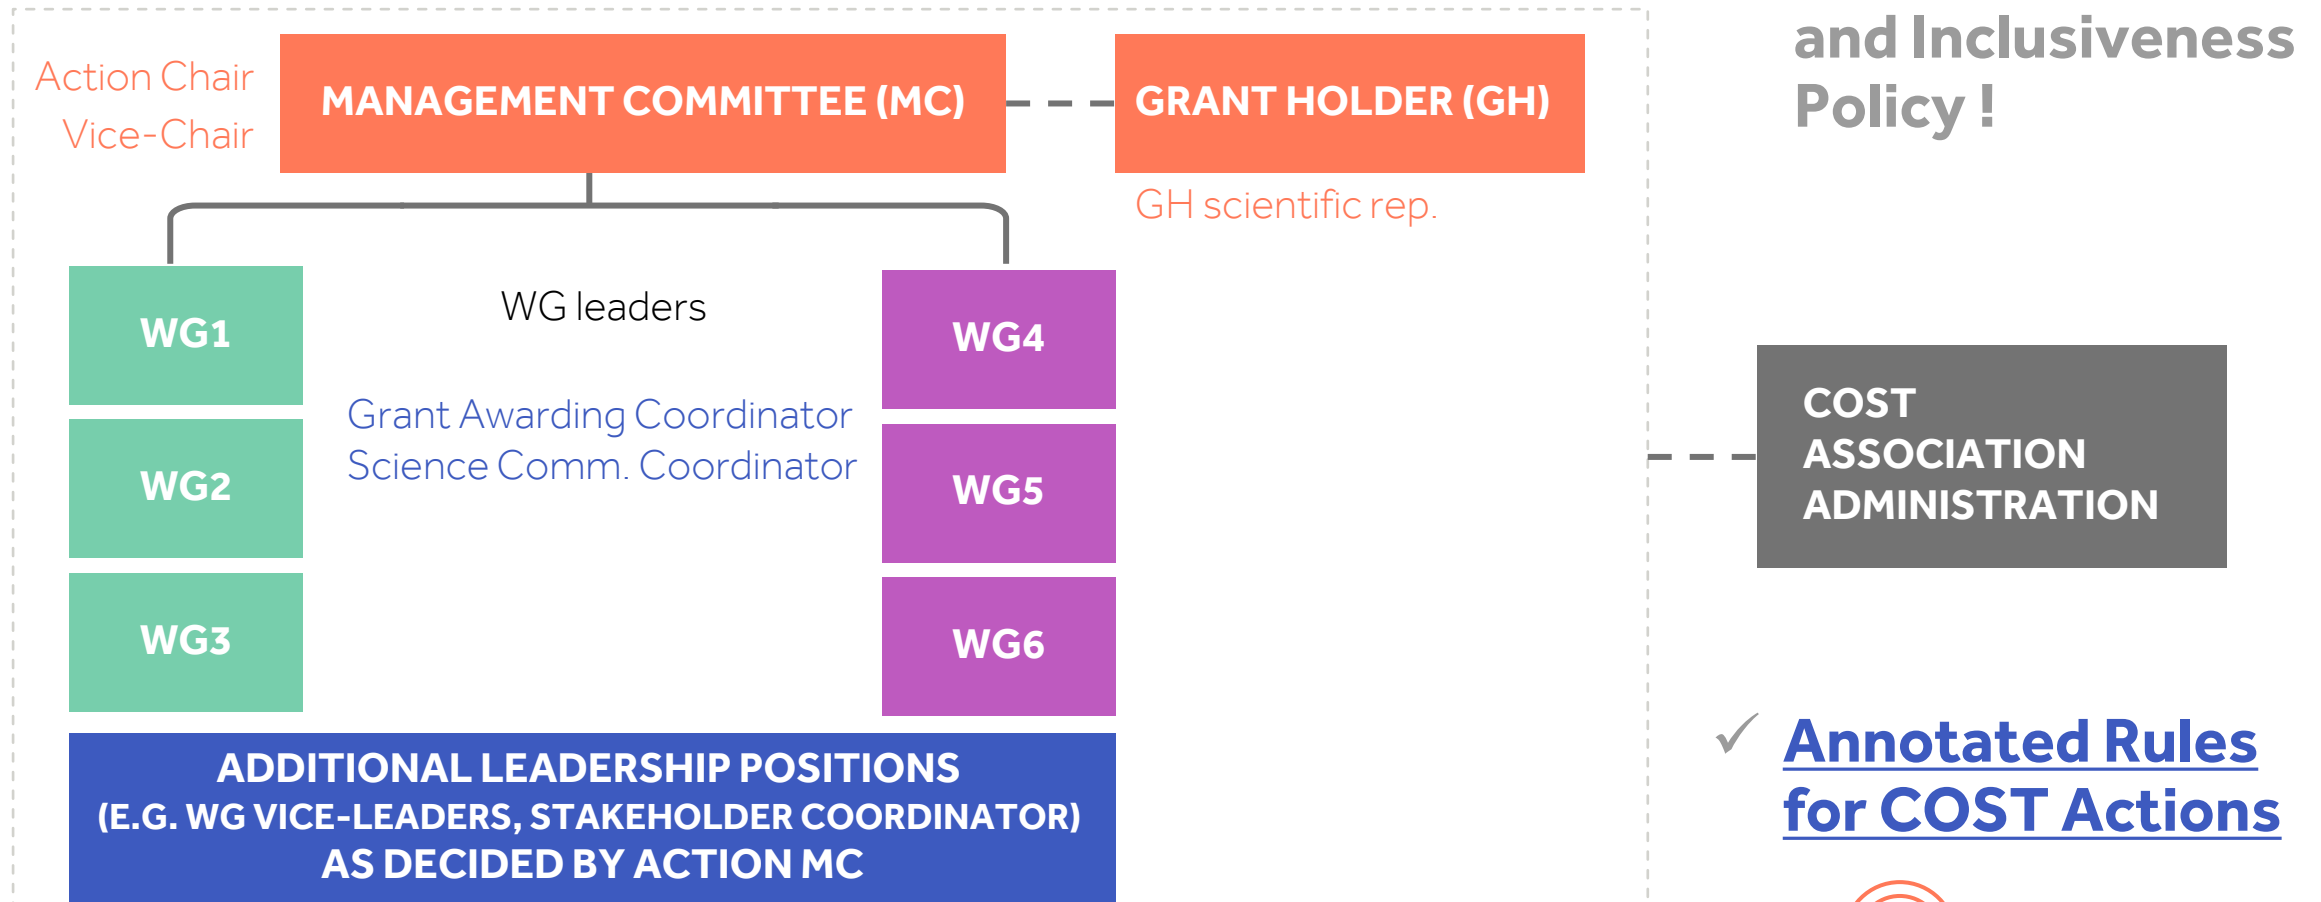 and Inclusiveness
Policy !
Action Chair
Vice-Chair
MANAGEMENT COMMITTEE (MC)
GRANT HOLDER (GH)
GH scientific rep.
WG1
WG2
WG3
WG leaders
Grant Awarding Coordinator
Science Comm. Coordinator
WG4
WG5
WG6
ADDITIONAL LEADERSHIP POSITIONS
(E.G. WG VICE-LEADERS, STAKEHOLDER COORDINATOR)
AS DECIDED BY ACTION MC
COST
ASSOCIATION
ADMINISTRATION
✓ Annotated Rules
for COST Actions